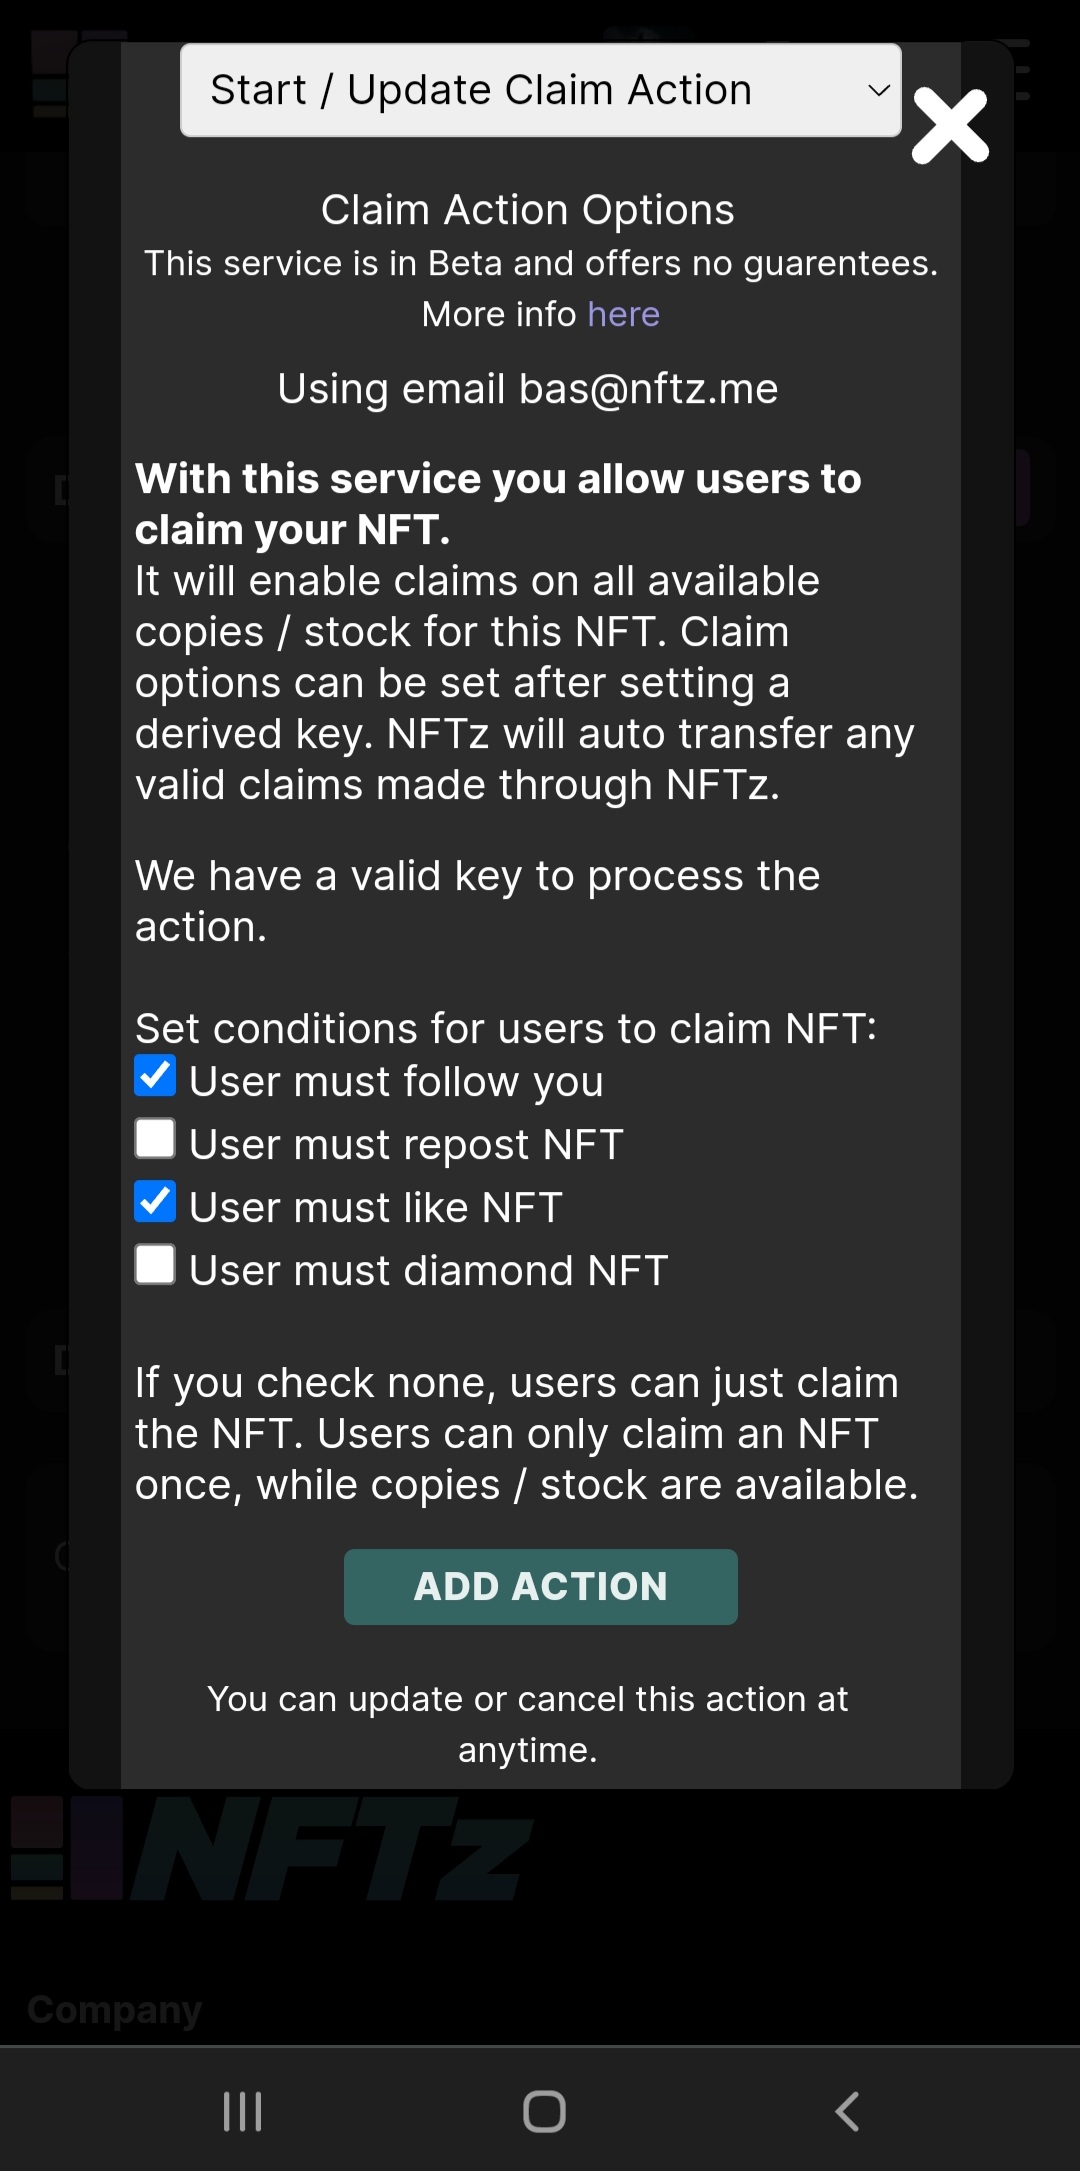 Start / Update Claim Action
Claim Action Options
This service is in Beta and offers no guarentees.
More info here
Using email bas@nftz.me
With this service you allow users to
claim your NFT.
It will enable claims on all available
copies / stock for this NFT. Claim
options can be set after setting a
derived key. NFTz will auto transfer any
valid claims made through NFTz.
We have a valid key to process the
action.
Set conditions for users to claim NFT:
User must follow you
User must repost NFT
User must like NFT
User must diamond NFT
If you check none, users can just claim
the NFT. Users can only claim an NFT
once, while copies / stock are available.
ADD ACTION
You can update or cancel this action at
anytime.
NFTz
Company